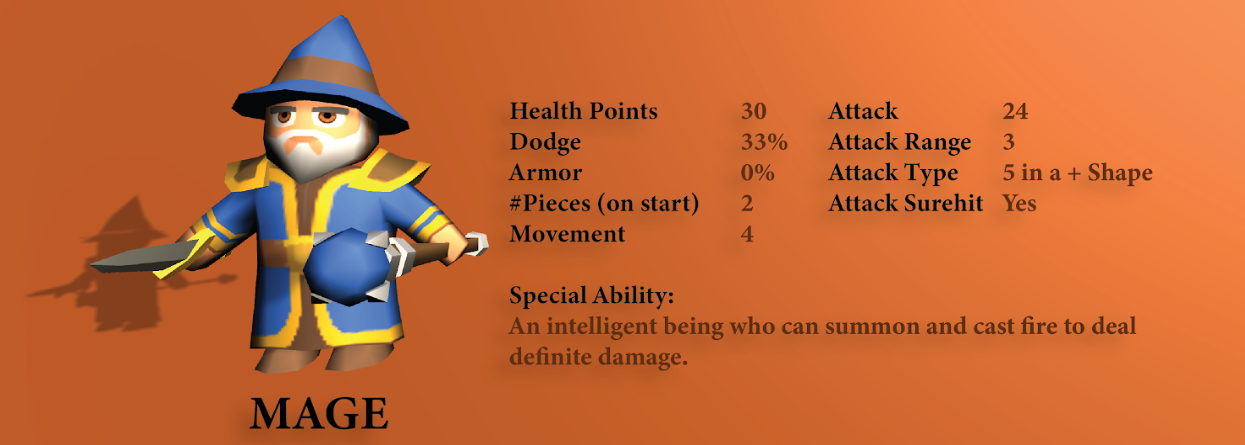 Health Points 30 Attack 24
Dodge 33% Attack Range 3
Armor 0% Attack Type 5 in a + Shape
#Pieces (on start) 2 Attack Surehit Yes
Movement 4
Special Ability:
An intelligent being who can summon and cast fire to deal
definite damage.
MAGE